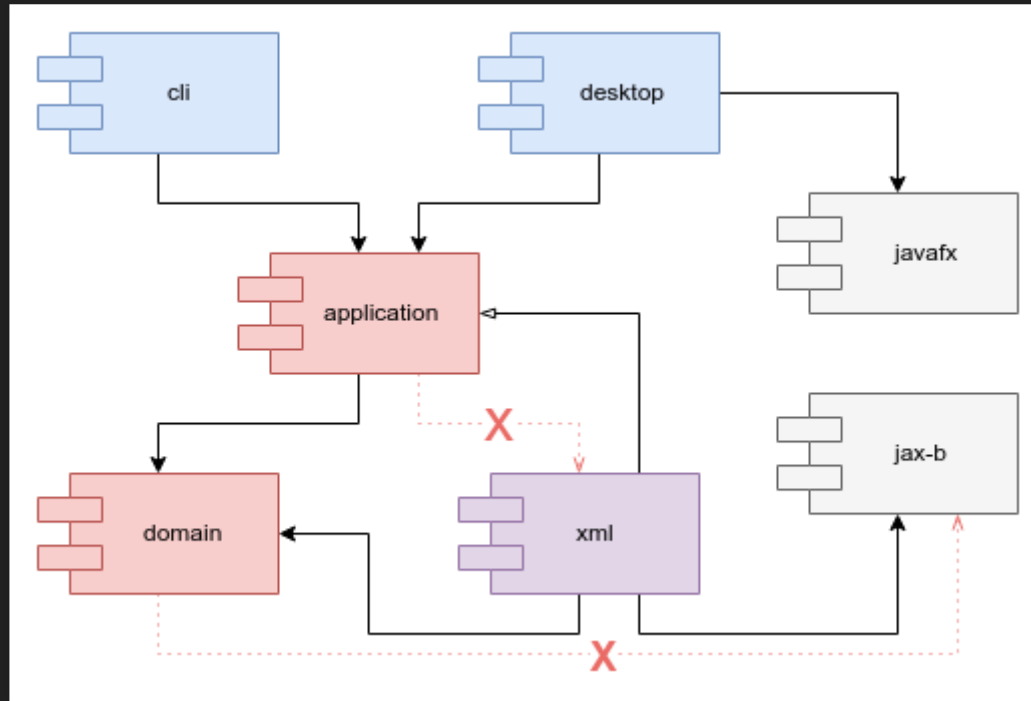 cli
desktop
javafx
application
X
jax-b
domain
xml
X